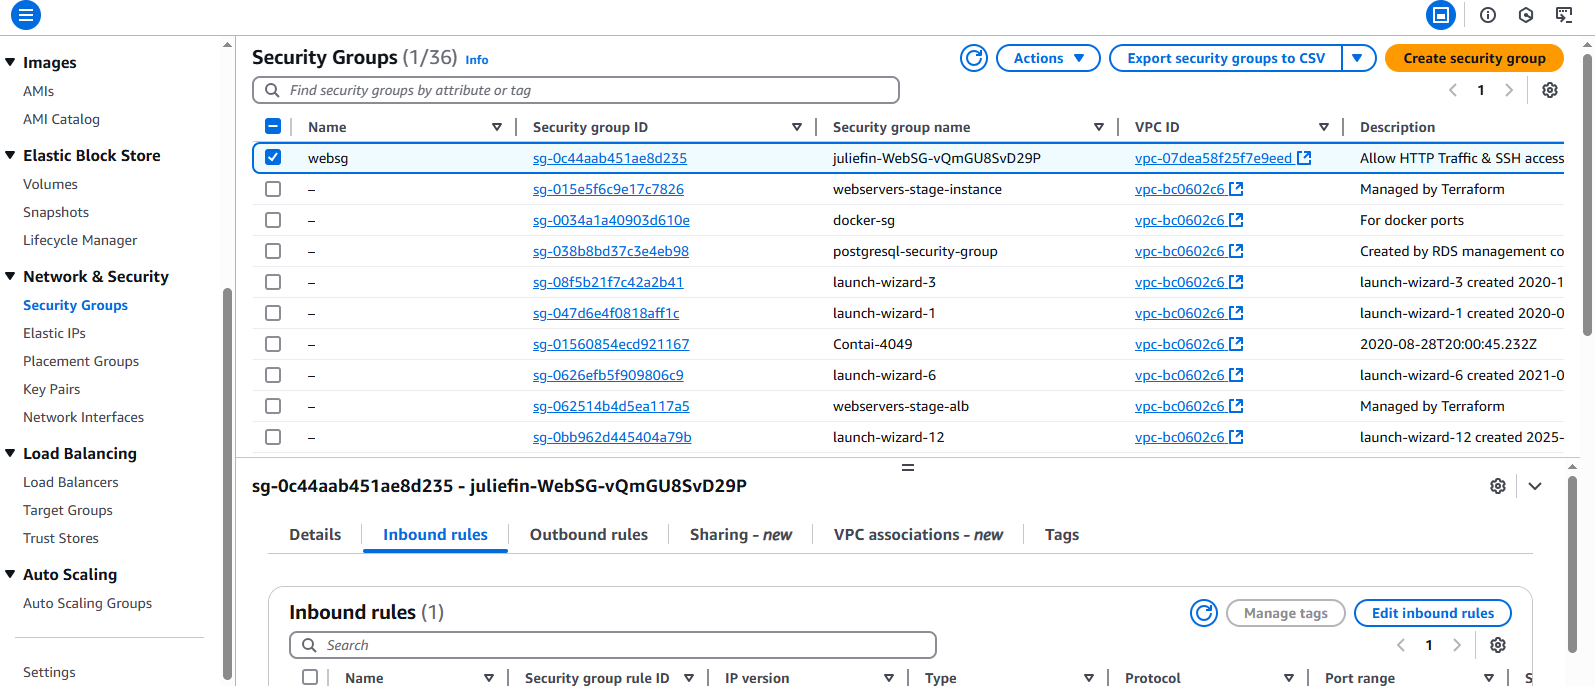 Images
AMIs
AMI Catalog
Elastic Block Store
Volumes
Snapshots
Lifecycle Manager
Network & Security
Security Groups
Elastic IPs
Placement Groups
Key Pairs
Network Interfaces
Load Balancing
Load Balancers
Target Groups
Trust Stores
Auto Scaling
Auto Scaling Groups
Settings
Security Groups (1/36) Info
Actions
Export security groups to CSV
Create security group
Find security groups by attribute or tag
1
Name Security group ID Security group name VPC ID Description
websg sg-0c44aab451ae8d235 juliefin-WebSG-vQmGU8SvD29P vpc-07dea58f25f7e9eed Allow HTTP Traffic & SSH access
– sg-015e5f6c9e17c7826 webservers-stage-instance vpc-bc0602c6 Managed by Terraform
– sg-0034a1a40903d610e docker-sg vpc-bc0602c6 For docker ports
– sg-038b8bd37c3e4eb98 postgresql-security-group vpc-bc0602c6 Created by RDS management co
– sg-08f5b21f7c42a2b41 launch-wizard-3 vpc-bc0602c6 launch-wizard-3 created 2020-1
– sg-047d6e4f0818aff1c launch-wizard-1 vpc-bc0602c6 launch-wizard-1 created 2020-0
– sg-01560854ecd921167 Contai-4049 vpc-bc0602c6 2020-08-28T20:00:45.232Z
– sg-0626efb5f909806c9 launch-wizard-6 vpc-bc0602c6 launch-wizard-6 created 2021-0
– sg-062514b4d5ea117a5 webservers-stage-alb vpc-bc0602c6 Managed by Terraform
– sg-0bb962d445404a79b launch-wizard-12 vpc-bc0602c6 launch-wizard-12 created 2025-
sg-0c44aab451ae8d235 - juliefin-WebSG-vQmGU8SvD29P
Details Inbound rules Outbound rules Sharing - new VPC associations - new Tags
Inbound rules (1)
Manage tags
Edit inbound rules
Search
1
Name Security group rule ID IP version Type Protocol Port range S